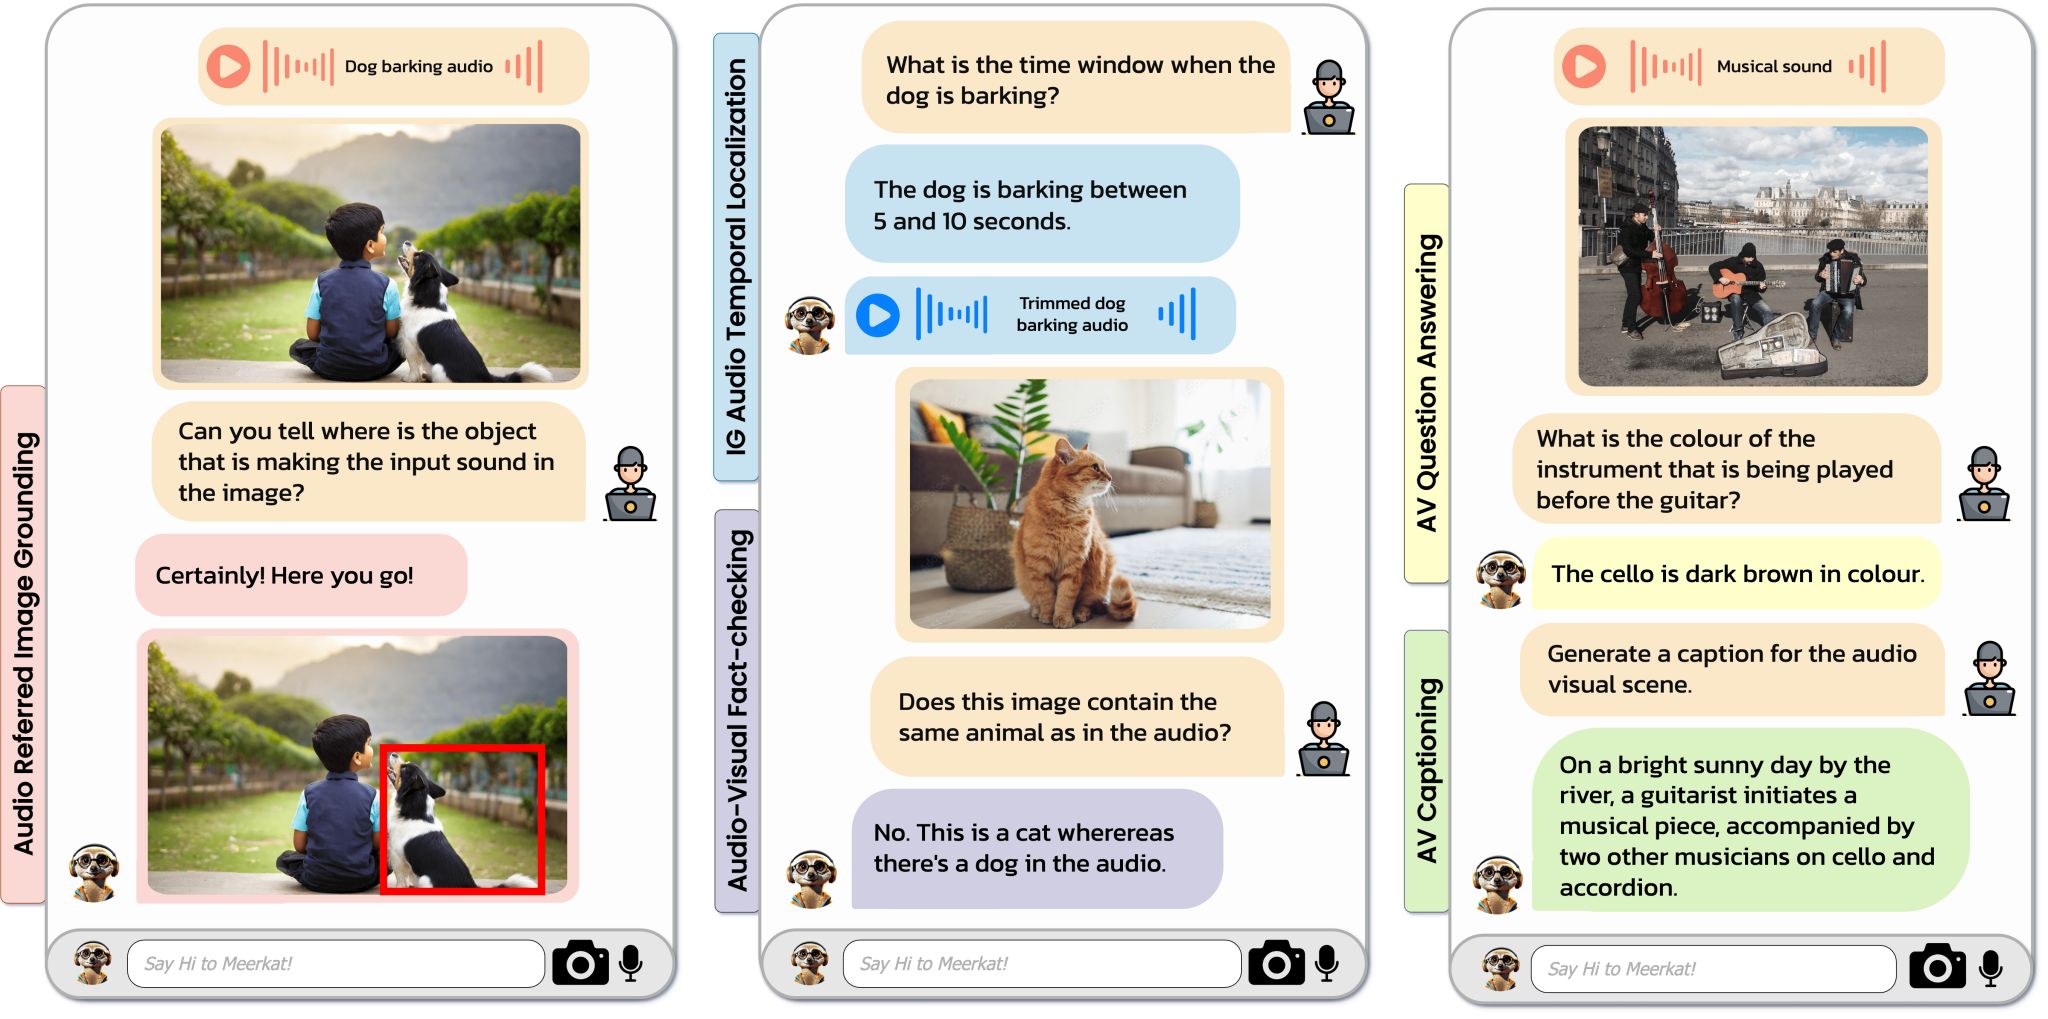 Audio Referred Image Grounding
Dog barking audio
Can you tell where is the object
that is making the input sound in
the image?
Certainly! Here you go!
Say Hi to Meerkat!
IG Audio Temporal Localization
What is the time window when the
dog is barking?
The dog is barking between
5 and 10 seconds.
Trimmed dog
barking audio
Audio-Visual Fact-checking
Does this image contain the
same animal as in the audio?
No. This is a cat wherereas
there's a dog in the audio.
Say Hi to Meerkat!
AV Question Answering
Musical sound
What is the colour of the
instrument that is being played
before the guitar?
The cello is dark brown in colour.
AV Captioning
Generate a caption for the audio
visual scene.
On a bright sunny day by the
river, a guitarist initiates a
musical piece, accompanied by
two other musicians on cello and
accordion.
Say Hi to Meerkat!